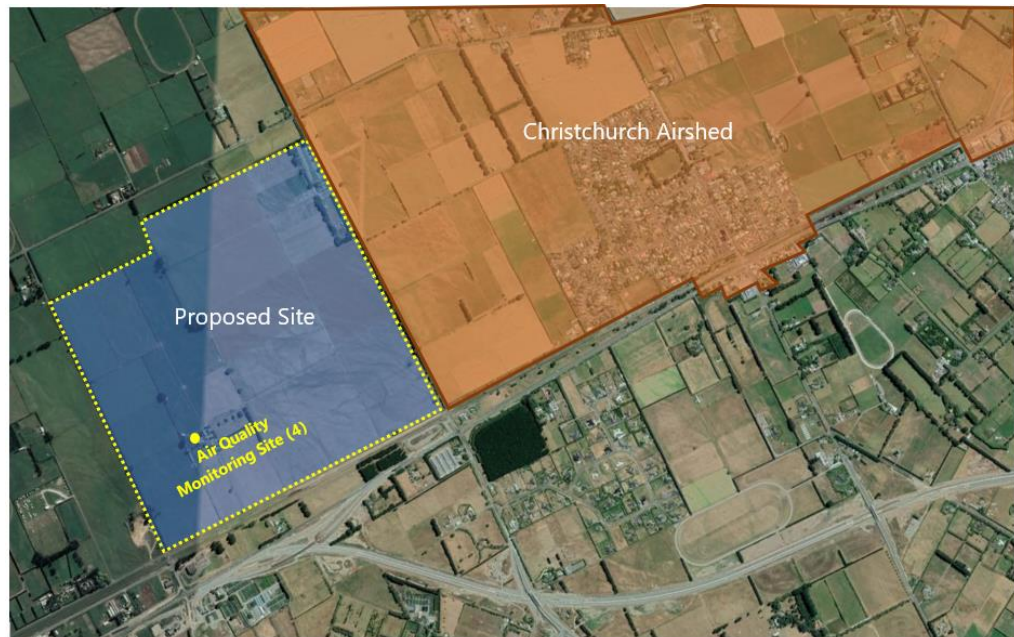 Christchurch Airshed
Proposed Site
Air Quality
Monitoring Site (4)